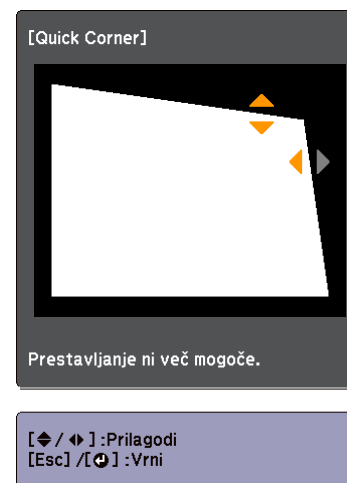 [Quick Corner]
Prestavljanje ni več mogoče.
[ / ] :Prilagodi
[Esc] /[ ] :Vrni